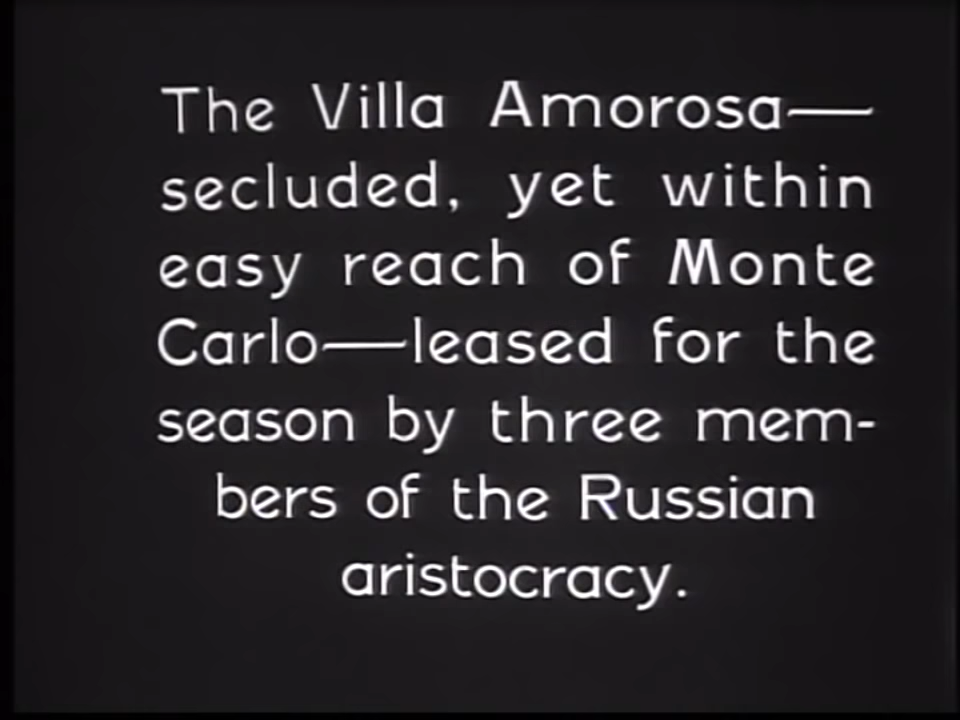 The Villa Amorosa—
secluded, yet within
easy reach of Monte
Carlo—leased for the
season by three mem-
bers of the Russian
aristocracy.